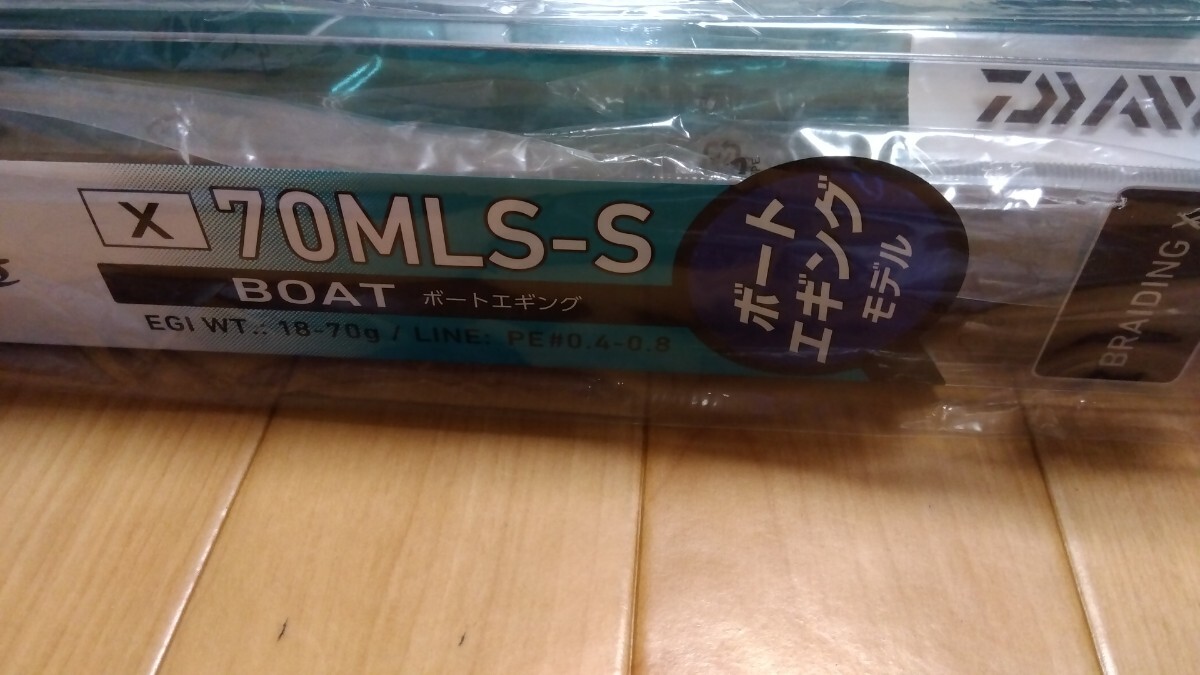 DAIWA
X 70MLS-S
BOAT ボートエギング
EGI WT.: 18-70g / LINE: PE#0.4-0.8
ボート
エギング
モデル
BRAIDING X